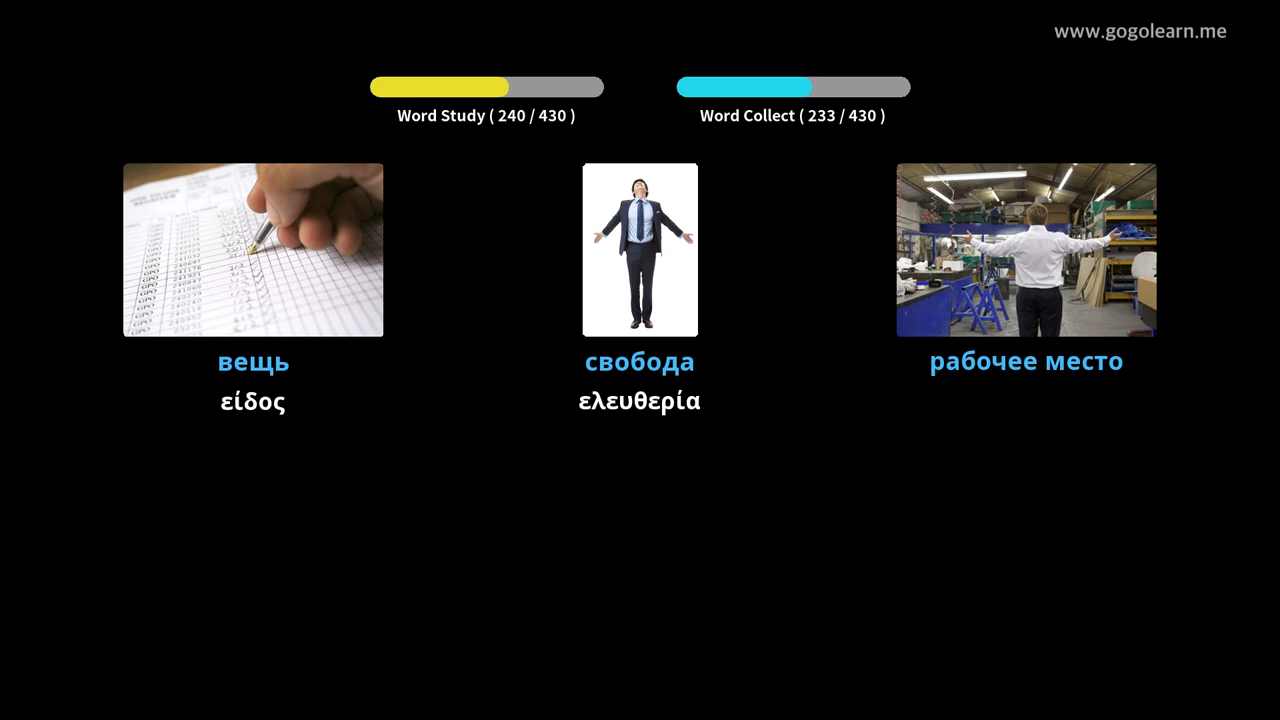 www.gogolearn.me
Word Study ( 240 / 430 )
Word Collect ( 233 / 430 )
вещь
свобода
рабочее место
είδος
ελευθερία